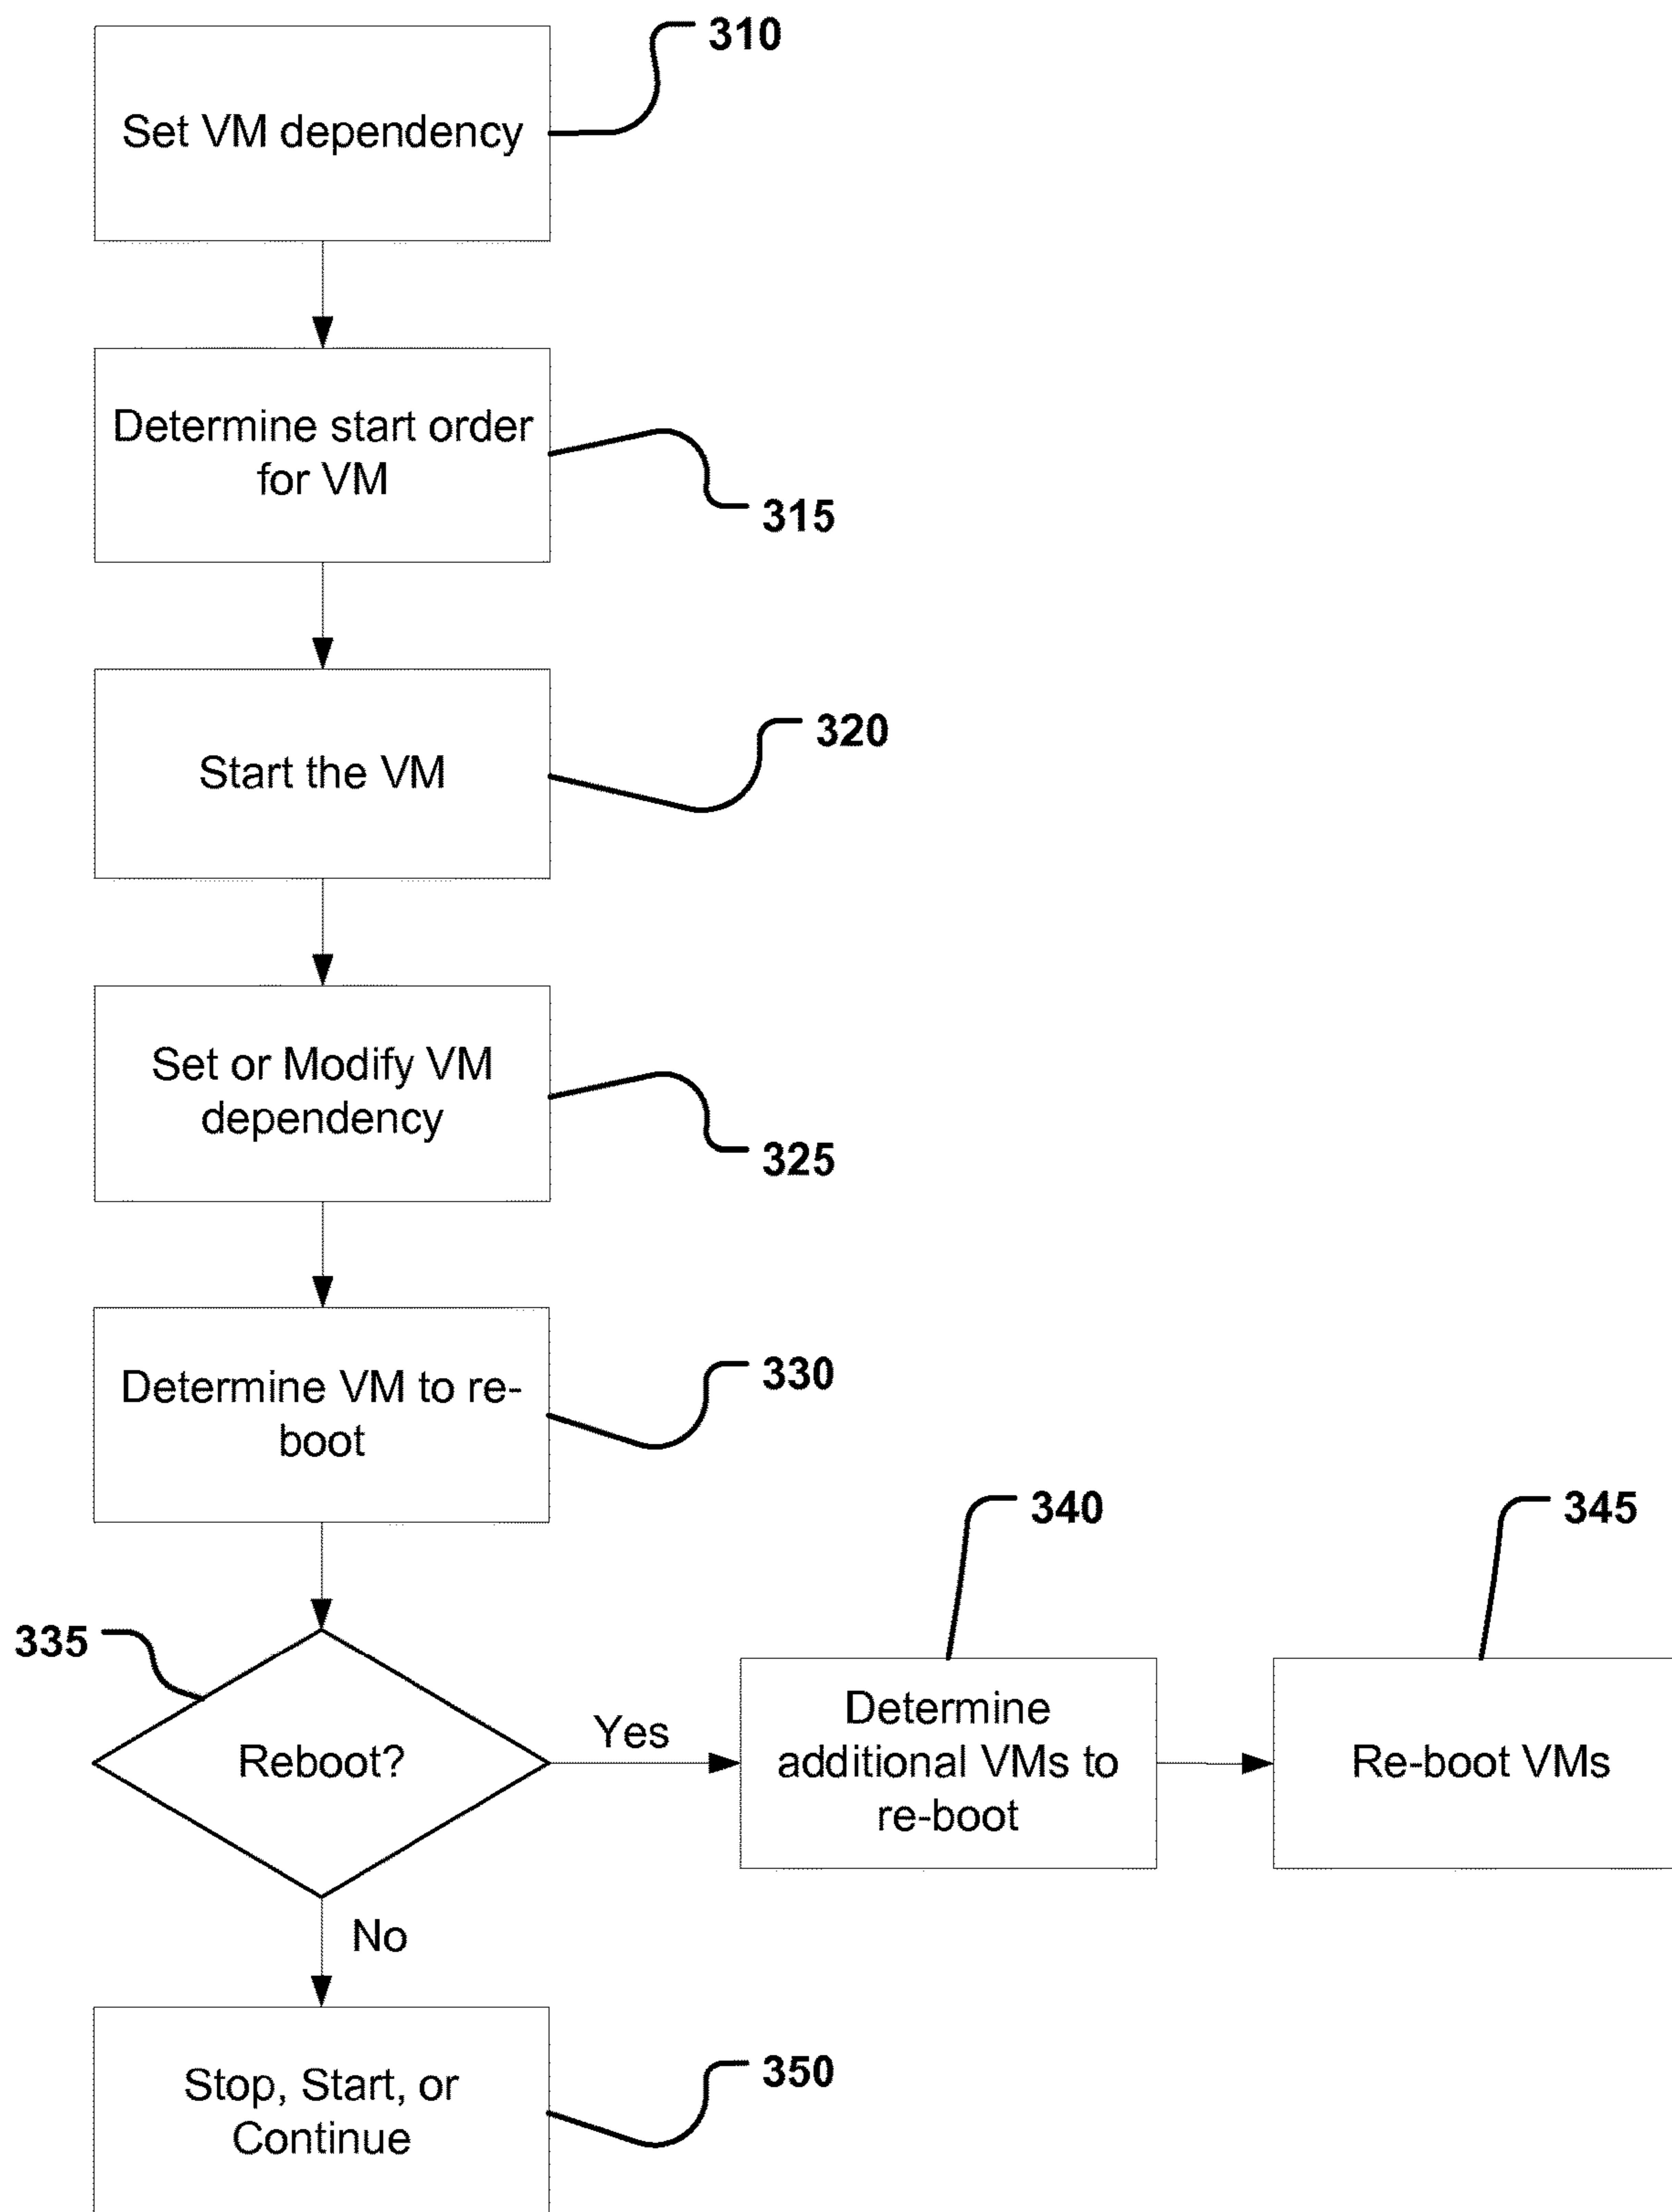 310
Set VM dependency
Determine start order
for VM
315
320
Start the VM
Set or Modify VM
dependency
325
330
Determine VM to re-
boot
340
345
335
Reboot?
Yes
Determine
additional VMs to
re-boot
Re-boot VMs
No
350
Stop, Start, or
Continue